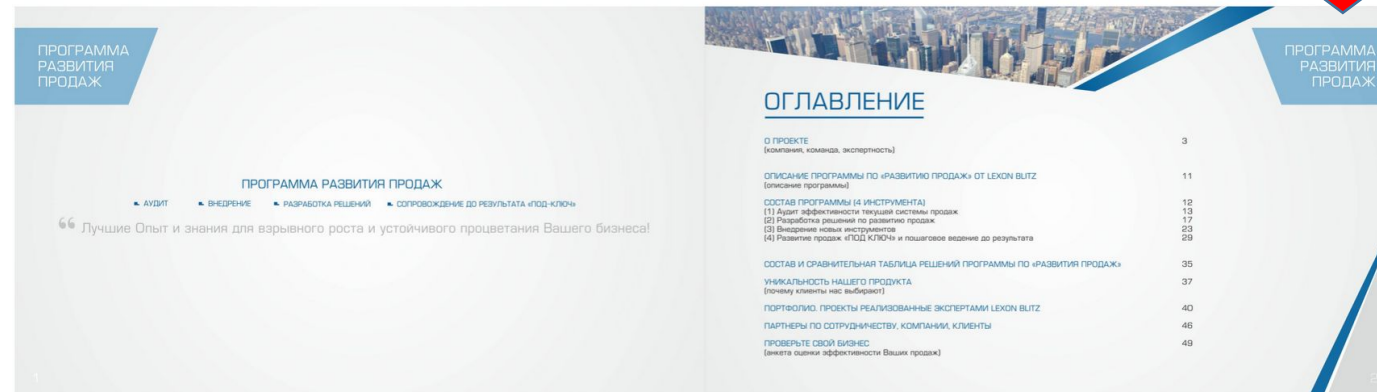 ПРОГРАММА
РАЗВИТИЯ
ПРОДАЖ
ПРОГРАММА РАЗВИТИЯ ПРОДАЖ
АУДИТ ВНЕДРЕНИЕ РАЗРАБОТКА РЕШЕНИЙ СОПРОВОЖДЕНИЕ ДО РЕЗУЛЬТАТА «ПОД-КЛЮЧ»
“ Лучшие Опыт и знания для взрывного роста и устойчивого процветания Вашего бизнеса!
1
ПРОГРАММА
РАЗВИТИЯ
ПРОДАЖ
ОГЛАВЛЕНИЕ
О ПРОЕКТЕ 3
(компания, команда, экспертность)
ОПИСАНИЕ ПРОГРАММЫ ПО «РАЗВИТИЮ ПРОДАЖ» ОТ LEXON BLITZ 11
(описание программы)
СОСТАВ ПРОГРАММЫ (4 ИНСТРУМЕНТА) 12
(1) Аудит эффективности текущей системы продаж 13
(2) Разработка решений по развитию продаж 17
(3) Внедрение новых инструментов 23
(4) Развитие продаж «ПОД КЛЮЧ» и пошаговое ведение до результата 29
СОСТАВ И СРАВНИТЕЛЬНАЯ ТАБЛИЦА РЕШЕНИЙ ПРОГРАММЫ ПО «РАЗВИТИЯ ПРОДАЖ» 35
УНИКАЛЬНОСТЬ НАШЕГО ПРОДУКТА 37
(почему клиенты нас выбирают)
ПОРТФОЛИО. ПРОЕКТЫ РЕАЛИЗОВАННЫЕ ЭКСПЕРТАМИ LEXON BLITZ 40
ПАРТНЕРЫ ПО СОТРУДНИЧЕСТВУ, КОМПАНИИ, КЛИЕНТЫ 46
ПРОВЕРЬТЕ СВОЙ БИЗНЕС 49
(анкета оценки эффективности Ваших продаж)
2